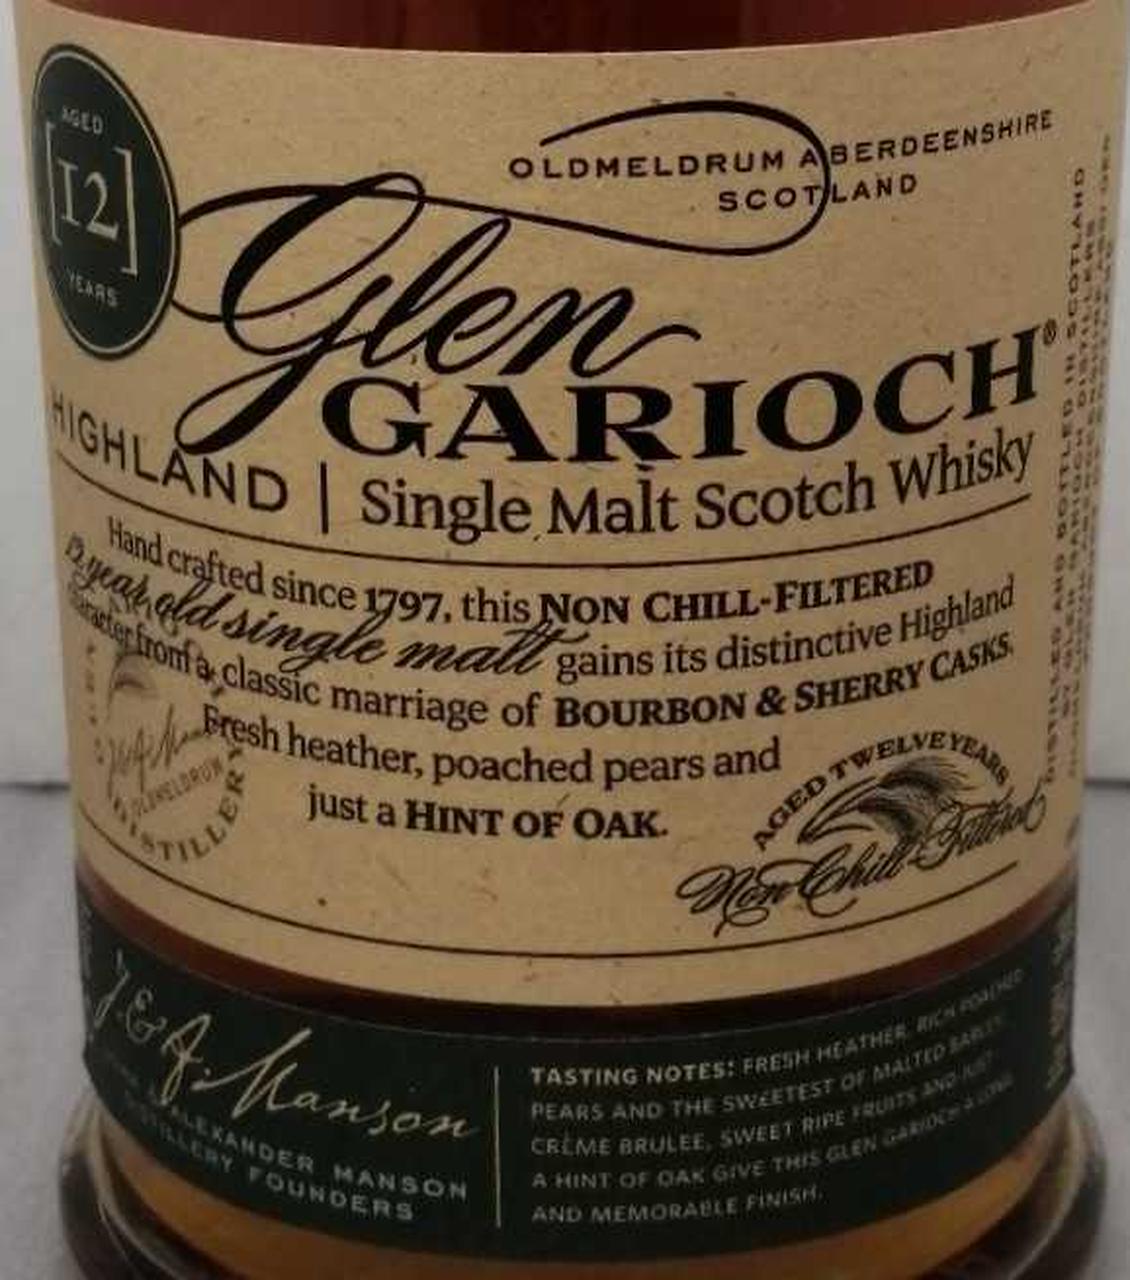 AGED
[12]
YEARS
OLDMELDRUM ABERDEENSHIRE
SCOTLAND
Glen
GARIOCH®
HIGHLAND | Single Malt Scotch Whisky
Hand crafted since 1797, this NON CHILL-FILTERED
12 year old single malt gains its distinctive Highland
character from a classic marriage of BOURBON & SHERRY CASKS.
Fresh heather, poached pears and
just a HINT OF OAK.
OLDMELDRUM
DISTILLERY
AGED TWELVE YEARS
Non Chill-Filtered
DISTILLED AND BOTTLED IN SCOTLAND
J. & A. Manson
ALEXANDER MANSON
DISTILLERY FOUNDERS
TASTING NOTES: FRESH HEATHER, RICH POACHED
PEARS AND THE SWEETEST OF MALTED BARLEY.
CRÈME BRULEE, SWEET RIPE FRUITS AND JUST
A HINT OF OAK GIVE THIS GLEN GARIOCH A LONG
AND MEMORABLE FINISH.